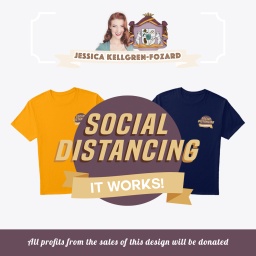 JESSICA KELLGREN-FOZARD
SOCIAL
DISTANCING
IT WORKS!
All profits from the sales of this design will be donated